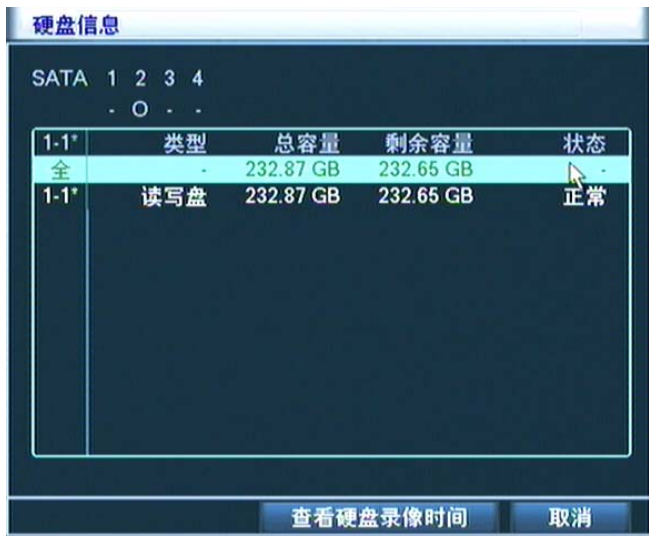 硬盘信息
SATA 1 2 3 4
- O - -
1-1* 类型 总容量 剩余容量 状态
全 - 232.87 GB 232.65 GB -
1-1* 读写盘 232.87 GB 232.65 GB 正常
查看硬盘录像时间 取消